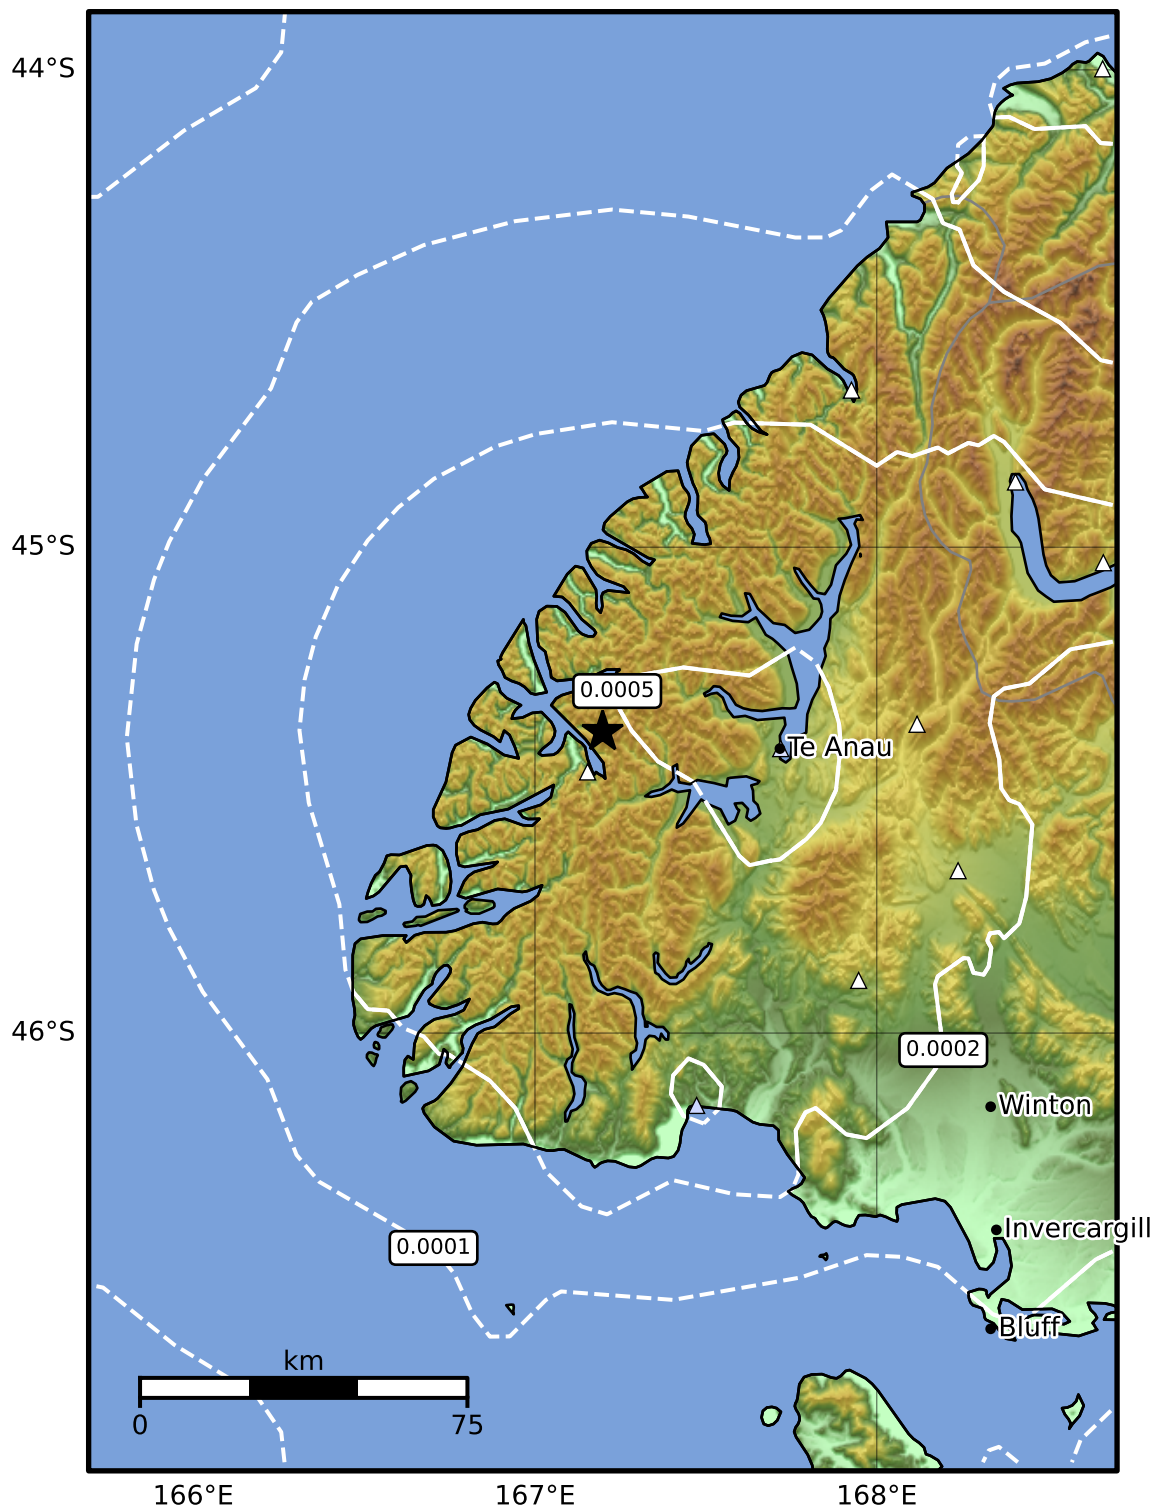 44°S
45°S
0.0005
Te Anau
46°S
0.0002
Winton
Invercargill
0.0001
Bluff
km
0 75
166°E 167°E 168°E